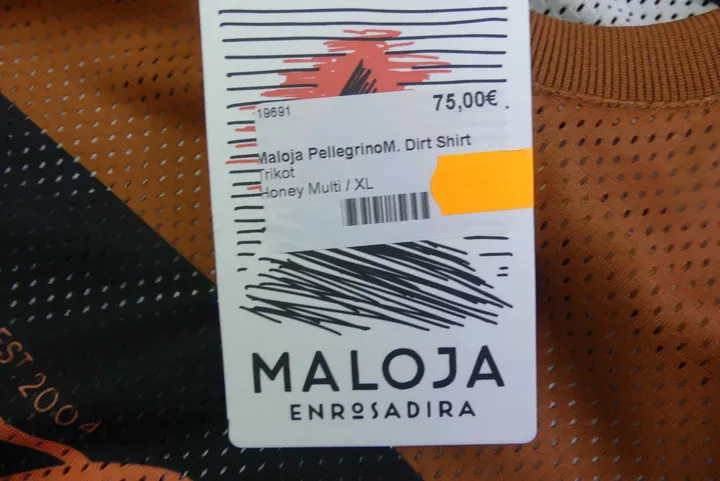 19691
75,00€
Maloja PellegrinoM. Dirt Shirt
Trikot
Honey Multi / XL
MALOJA
ENROSADIRA
EST. 2004